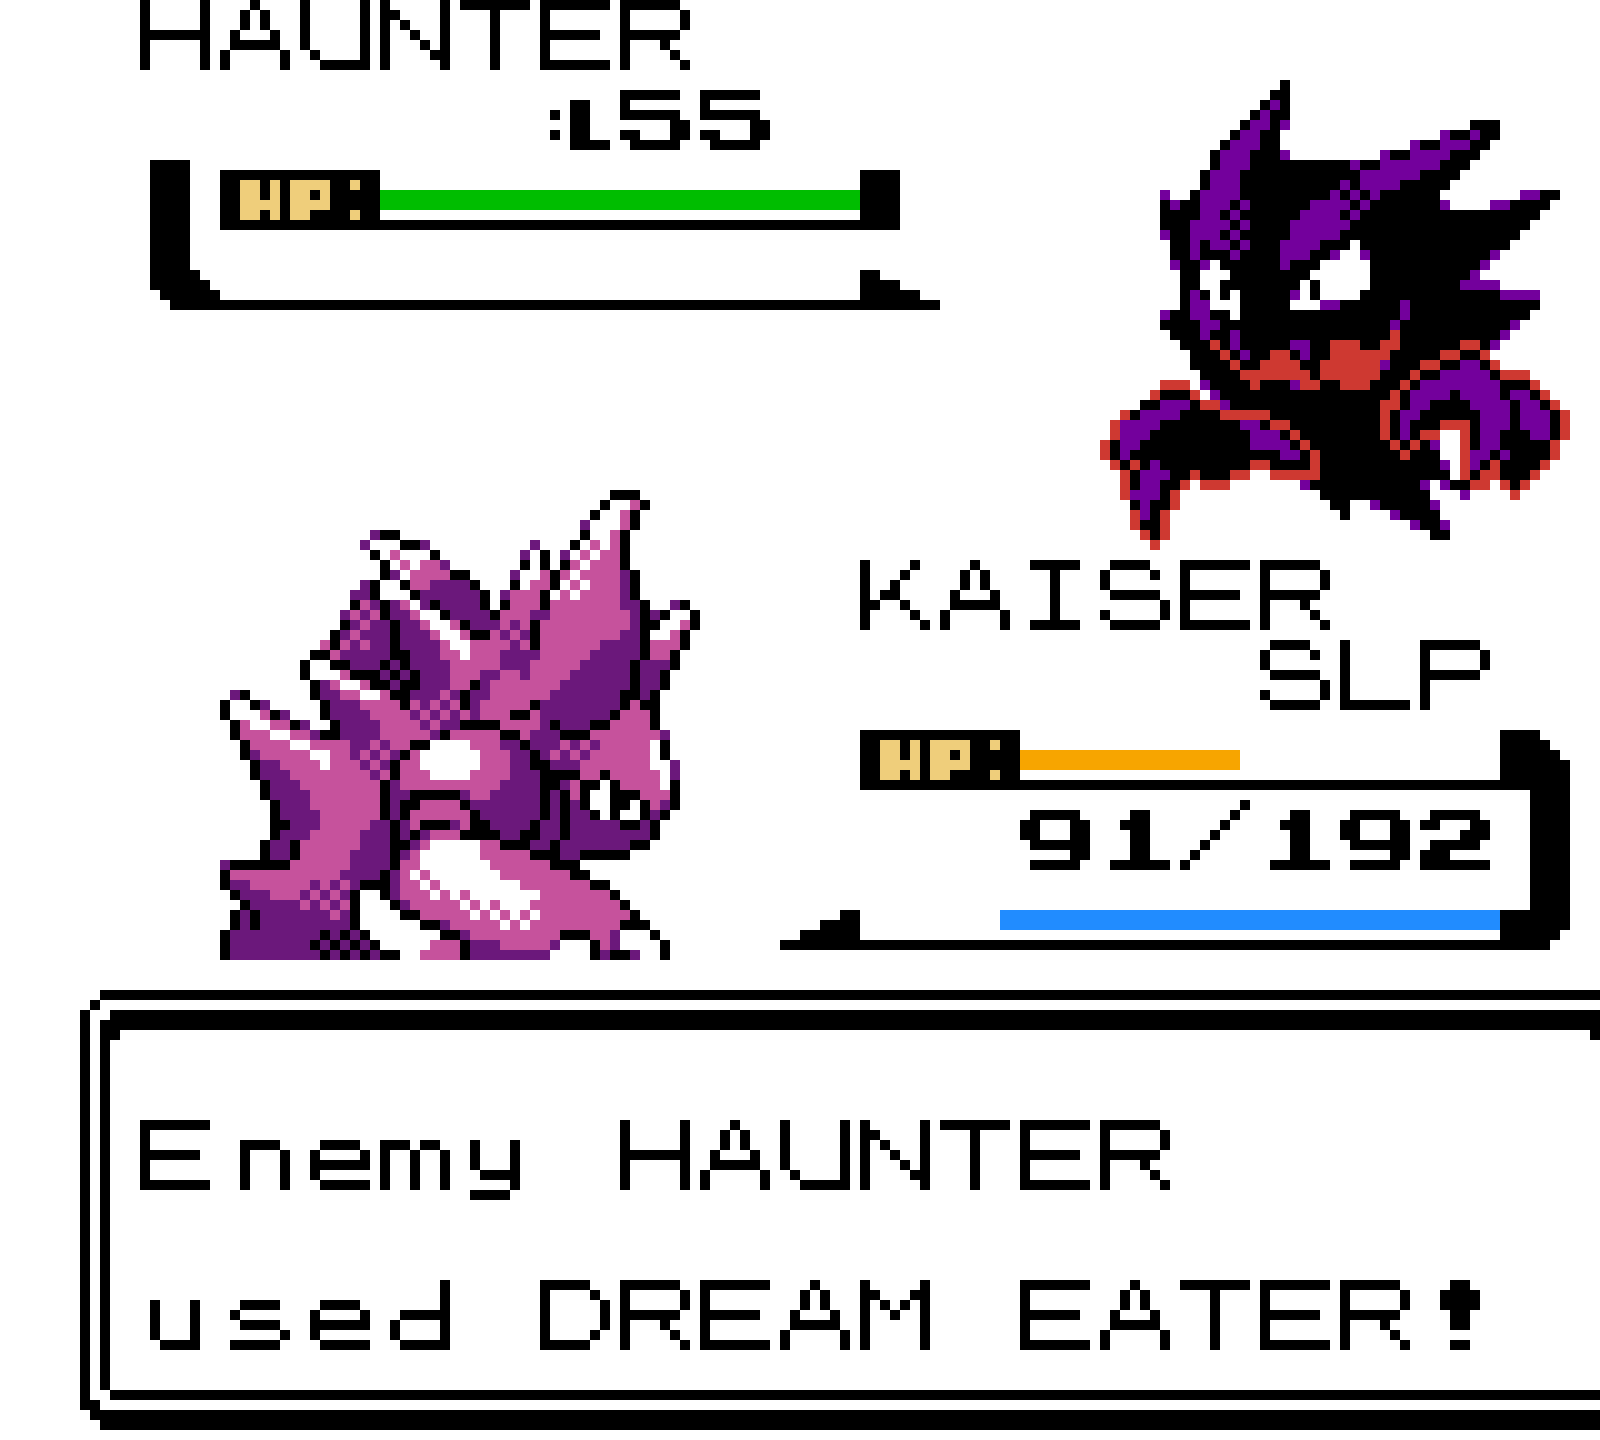 HAUNTER
:L55
HP:
KAISER
SLP
HP:
91/192
Enemy HAUNTER
used DREAM EATER!